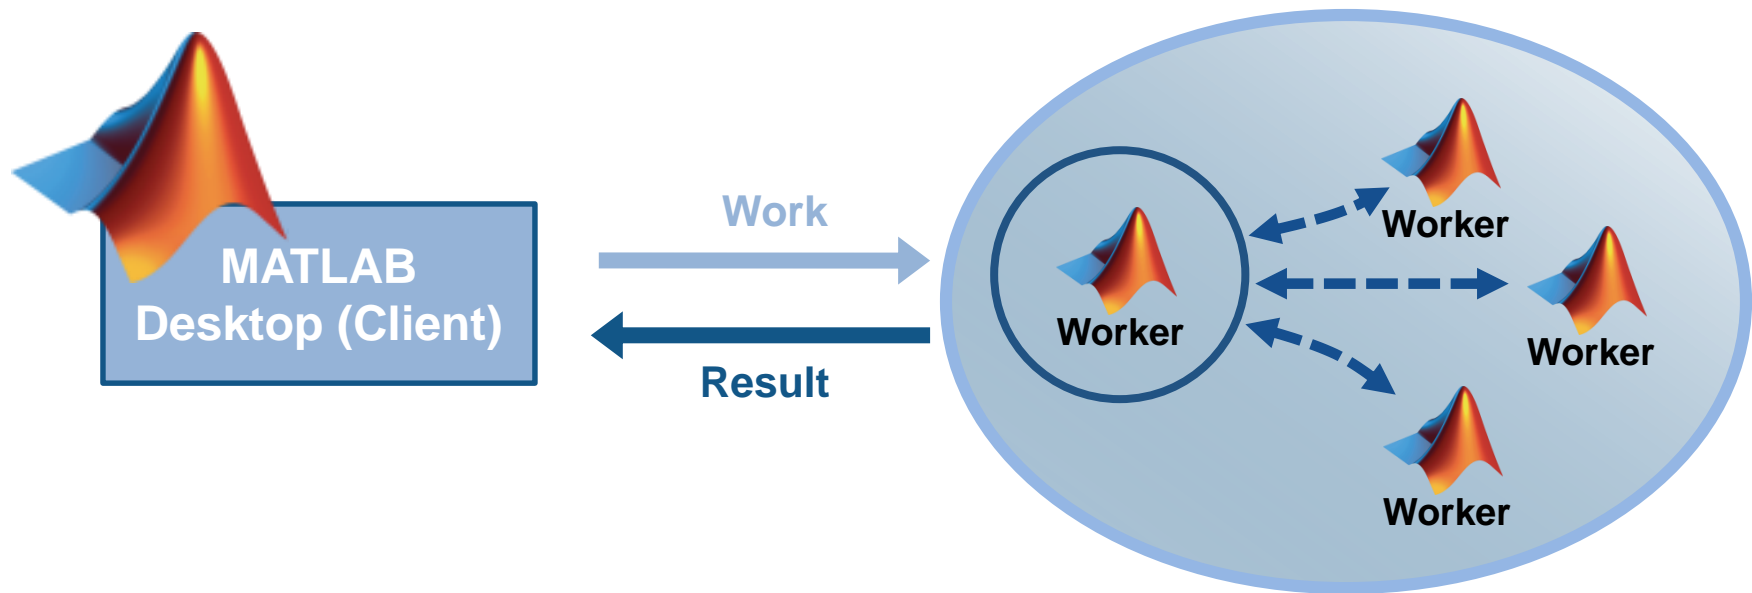 MATLAB
Desktop (Client)
Work
Result
Worker
Worker
Worker
Worker